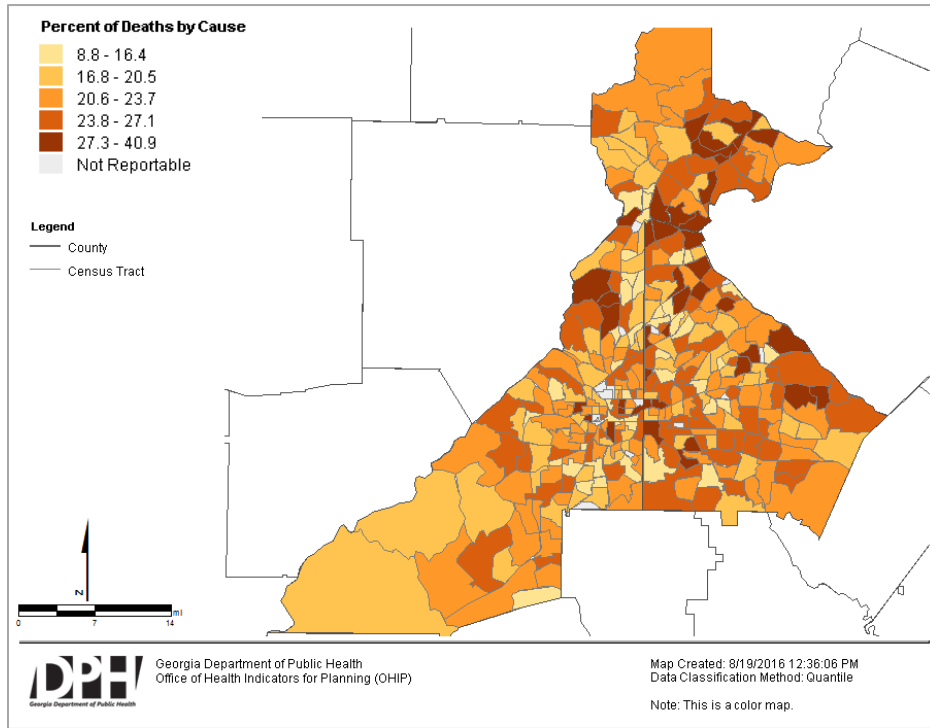 Percent of Deaths by Cause
8.8 - 16.4
16.8 - 20.5
20.6 - 23.7
23.8 - 27.1
27.3 - 40.9
Not Reportable
Legend
County
Census Tract
N
0 7 14 mi
DPH
Georgia Department of Public Health
Georgia Department of Public Health
Office of Health Indicators for Planning (OHIP)
Map Created: 8/19/2016 12:36:06 PM
Data Classification Method: Quantile
Note: This is a color map.